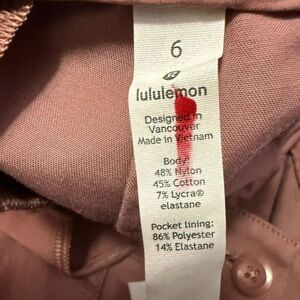 6
lululemon
Designed in
Vancouver
Made in Vietnam
Body:
48% Nylon
45% Cotton
7% Lycra®
elastane
Pocket lining:
86% Polyester
14% Elastane